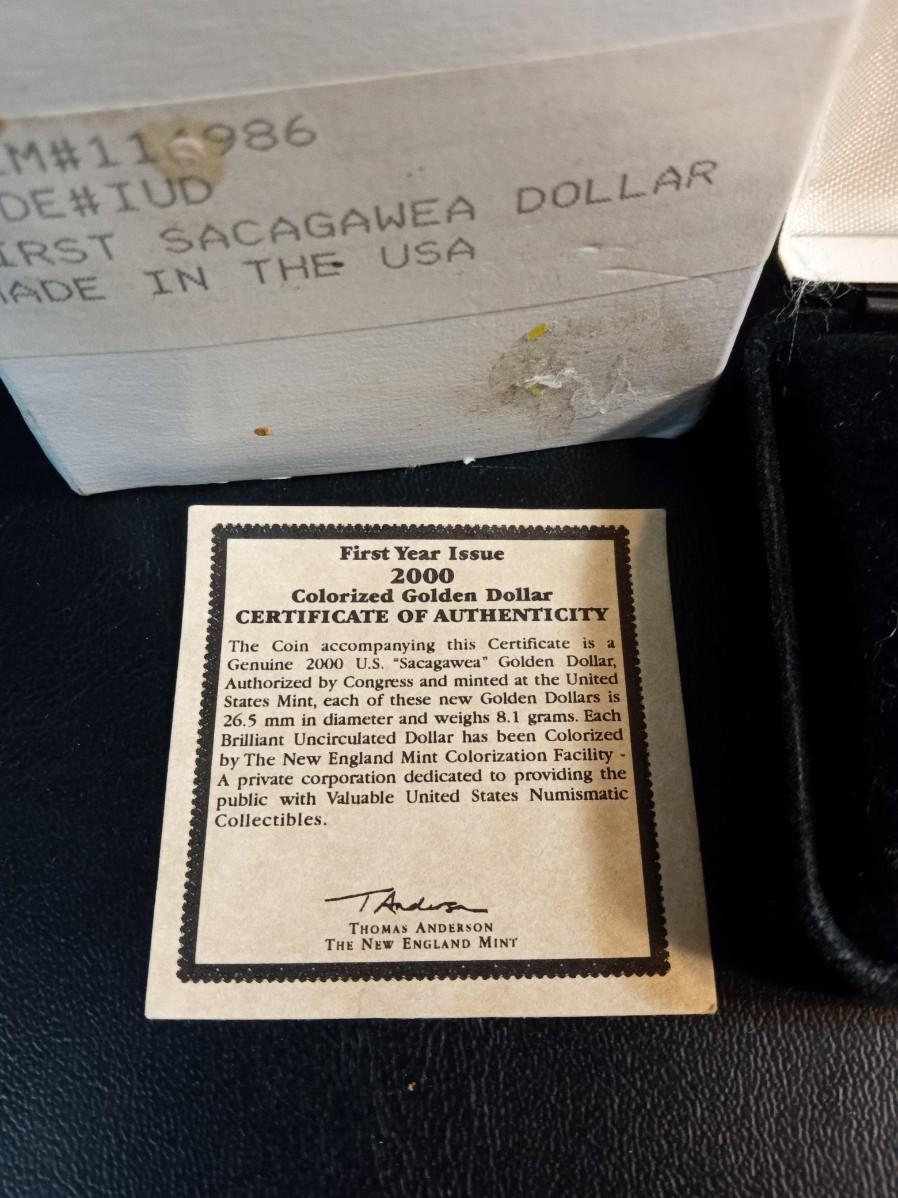 M#116986
DE#IUD
IRST SACAGAWEA DOLLAR
MADE IN THE USA
First Year Issue
2000
Colorized Golden Dollar
CERTIFICATE OF AUTHENTICITY
The Coin accompanying this Certificate is a
Genuine 2000 U.S. "Sacagawea" Golden Dollar,
Authorized by Congress and minted at the United
States Mint, each of these new Golden Dollars is
26.5 mm in diameter and weighs 8.1 grams. Each
Brilliant Uncirculated Dollar has been Colorized
by The New England Mint Colorization Facility -
A private corporation dedicated to providing the
public with Valuable United States Numismatic
Collectibles.
T Anderson
THOMAS ANDERSON
THE NEW ENGLAND MINT